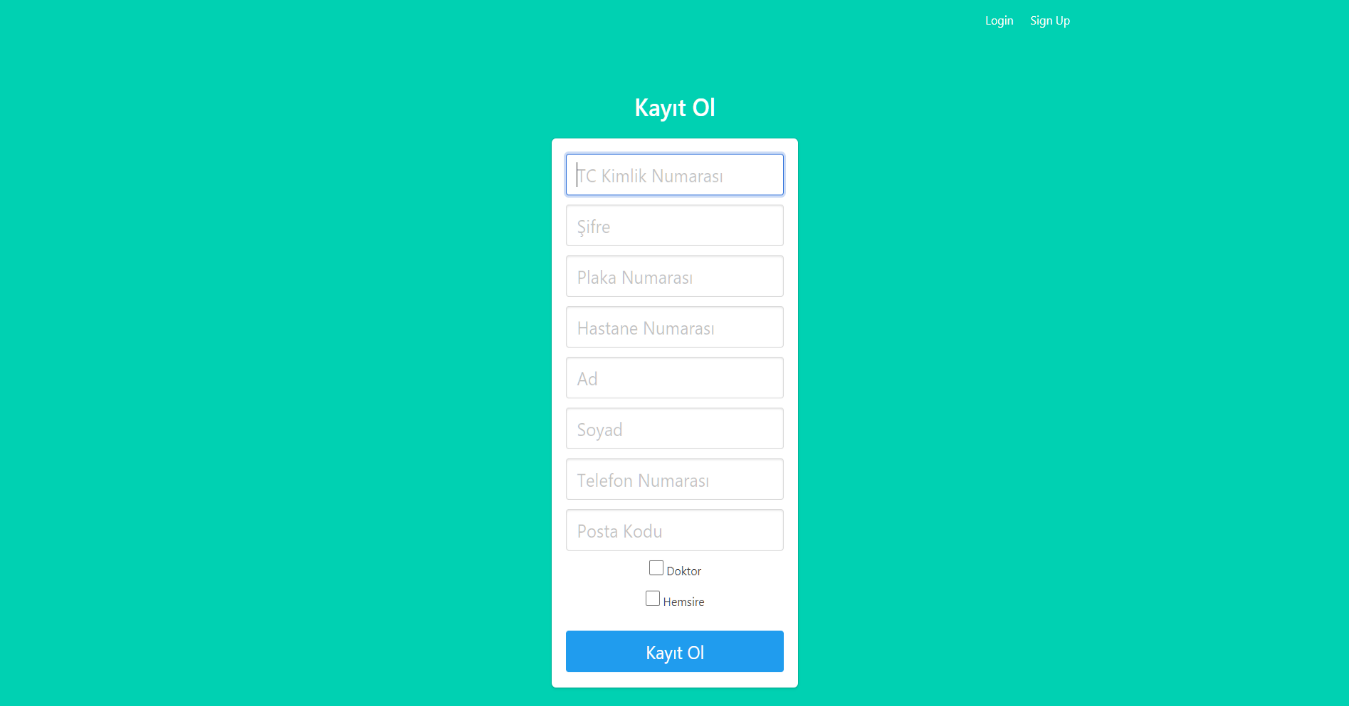 Login Sign Up
Kayıt Ol
TC Kimlik Numarası
Şifre
Plaka Numarası
Hastane Numarası
Ad
Soyad
Telefon Numarası
Posta Kodu
Doktor
Hemsire
Kayıt Ol